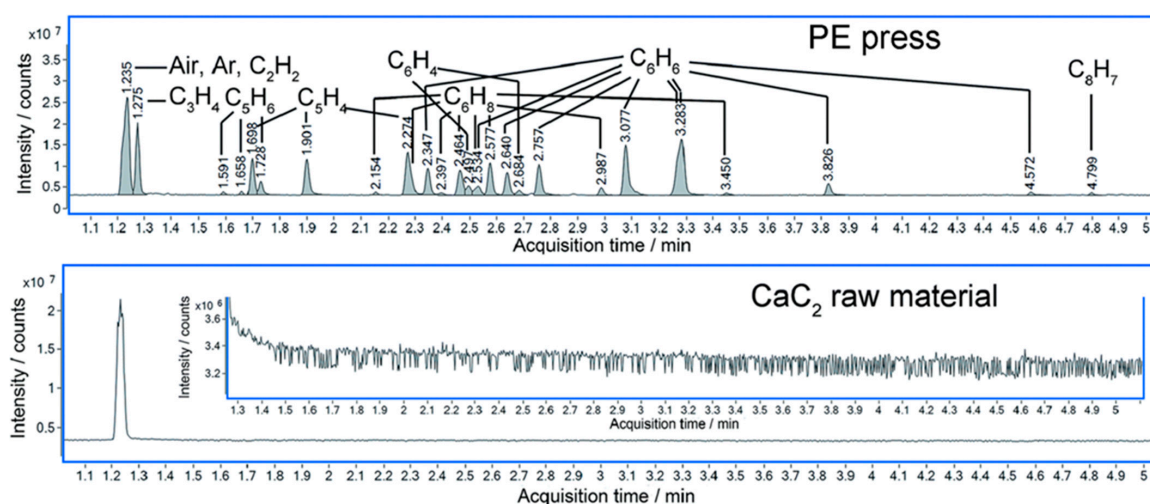 x10⁷
PE press
3.5
3
2.5
2
1.5
1
0.5
0
Intensity / counts
Air, Ar, C₂H₂
C₃H₄ C₅H₆ C₅H₄ C₆H₄ C₆H₈ C₆H₆ C₈H₇
1.235
1.275
1.591
1.658
1.698
1.728
1.901
2.154
2.274
2.347
2.397
2.464
2.497
2.534
2.577
2.640
2.684
2.757
2.987
3.077
3.283
3.450
3.826
4.572
4.799
1.1 1.2 1.3 1.4 1.5 1.6 1.7 1.8 1.9 2 2.1 2.2 2.3 2.4 2.5 2.6 2.7 2.8 2.9 3 3.1 3.2 3.3 3.4 3.5 3.6 3.7 3.8 3.9 4 4.1 4.2 4.3 4.4 4.5 4.6 4.7 4.8 4.9 5
Acquisition time / min
x10⁷
CaC₂ raw material
2
1.5
1
0.5
Intensity / counts
x10⁶
3.6
3.4
3.2
Intensity / counts
1.3 1.4 1.5 1.6 1.7 1.8 1.9 2 2.1 2.2 2.3 2.4 2.5 2.6 2.7 2.8 2.9 3 3.1 3.2 3.3 3.4 3.5 3.6 3.7 3.8 3.9 4 4.1 4.2 4.3 4.4 4.5 4.6 4.7 4.8 4.9 5
Acquisition time / min
1.1 1.2 1.3 1.4 1.5 1.6 1.7 1.8 1.9 2 2.1 2.2 2.3 2.4 2.5 2.6 2.7 2.8 2.9 3 3.1 3.2 3.3 3.4 3.5 3.6 3.7 3.8 3.9 4 4.1 4.2 4.3 4.4 4.5 4.6 4.7 4.8 4.9 5
Acquisition time / min